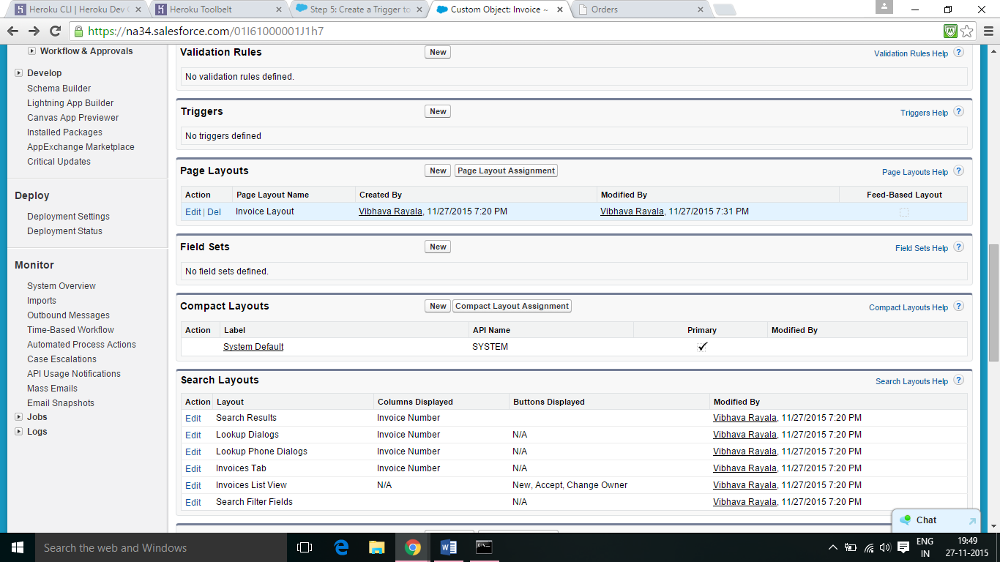 Heroku CLI | Heroku Dev C
Heroku Toolbelt
Step 5: Create a Trigger to
Custom Object: Invoice ~
Orders
https://na34.salesforce.com/01I61000001J1h7
Workflow & Approvals
Develop
Schema Builder
Lightning App Builder
Canvas App Previewer
Installed Packages
AppExchange Marketplace
Critical Updates
Deploy
Deployment Settings
Deployment Status
Monitor
System Overview
Imports
Outbound Messages
Time-Based Workflow
Automated Process Actions
Case Escalations
API Usage Notifications
Mass Emails
Email Snapshots
Jobs
Logs
Validation Rules New Validation Rules Help ?
No validation rules defined.
Triggers New Triggers Help ?
No triggers defined
Page Layouts New Page Layout Assignment Page Layouts Help ?
Action Page Layout Name Created By Modified By Feed-Based Layout
Edit | Del Invoice Layout Vibhava Rayala, 11/27/2015 7:20 PM Vibhava Rayala, 11/27/2015 7:31 PM
Field Sets New Field Sets Help ?
No field sets defined.
Compact Layouts New Compact Layout Assignment Compact Layouts Help ?
Action Label API Name Primary Modified By
System Default SYSTEM
Search Layouts Search Layouts Help ?
Action Layout Columns Displayed Buttons Displayed Modified By
Edit Search Results Invoice Number Vibhava Rayala, 11/27/2015 7:20 PM
Edit Lookup Dialogs Invoice Number N/A Vibhava Rayala, 11/27/2015 7:20 PM
Edit Lookup Phone Dialogs Invoice Number N/A Vibhava Rayala, 11/27/2015 7:20 PM
Edit Invoices Tab Invoice Number N/A Vibhava Rayala, 11/27/2015 7:20 PM
Edit Invoices List View N/A New, Accept, Change Owner Vibhava Rayala, 11/27/2015 7:20 PM
Edit Search Filter Fields N/A Vibhava Rayala, 11/27/2015 7:20 PM
Chat
Search the web and Windows
ENG
IN
19:49
27-11-2015